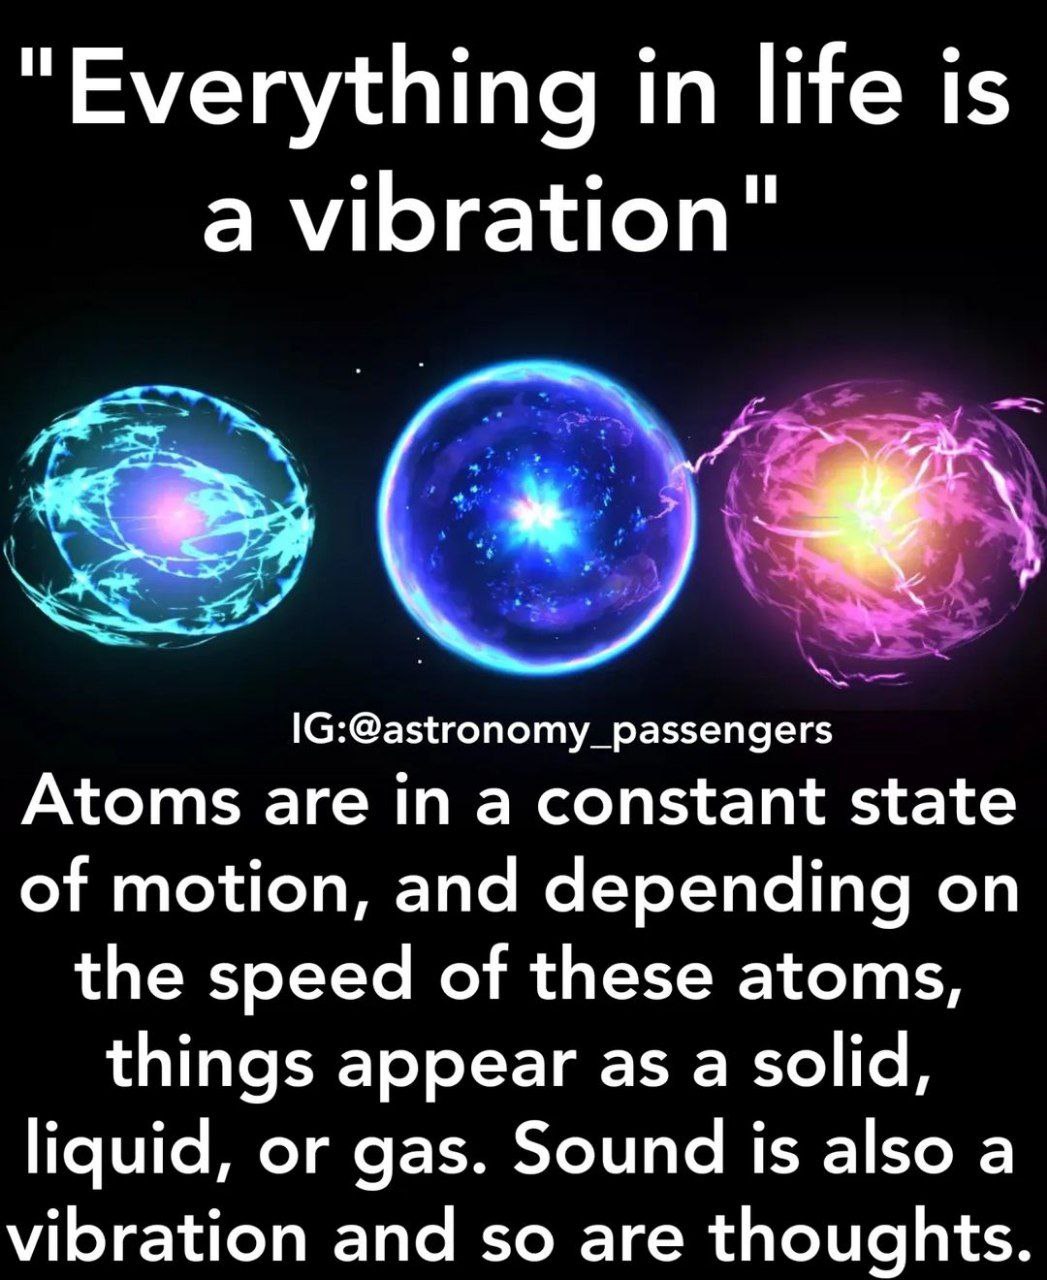 "Everything in life is
a vibration"
IG:@astronomy_passengers
Atoms are in a constant state
of motion, and depending on
the speed of these atoms,
things appear as a solid,
liquid, or gas. Sound is also a
vibration and so are thoughts.